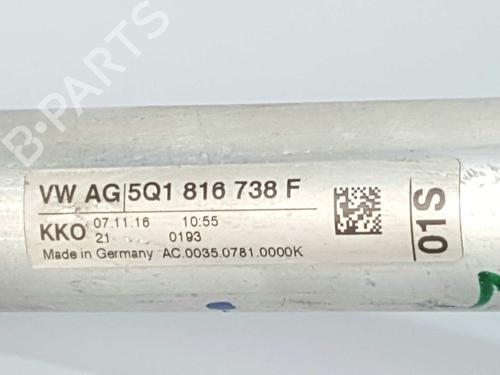 B-PARTS
VW AG 5Q1 816 738 F
KKO 07.11.16 10:55
21 0193
Made in Germany AC.0035.0781.0000K
01S